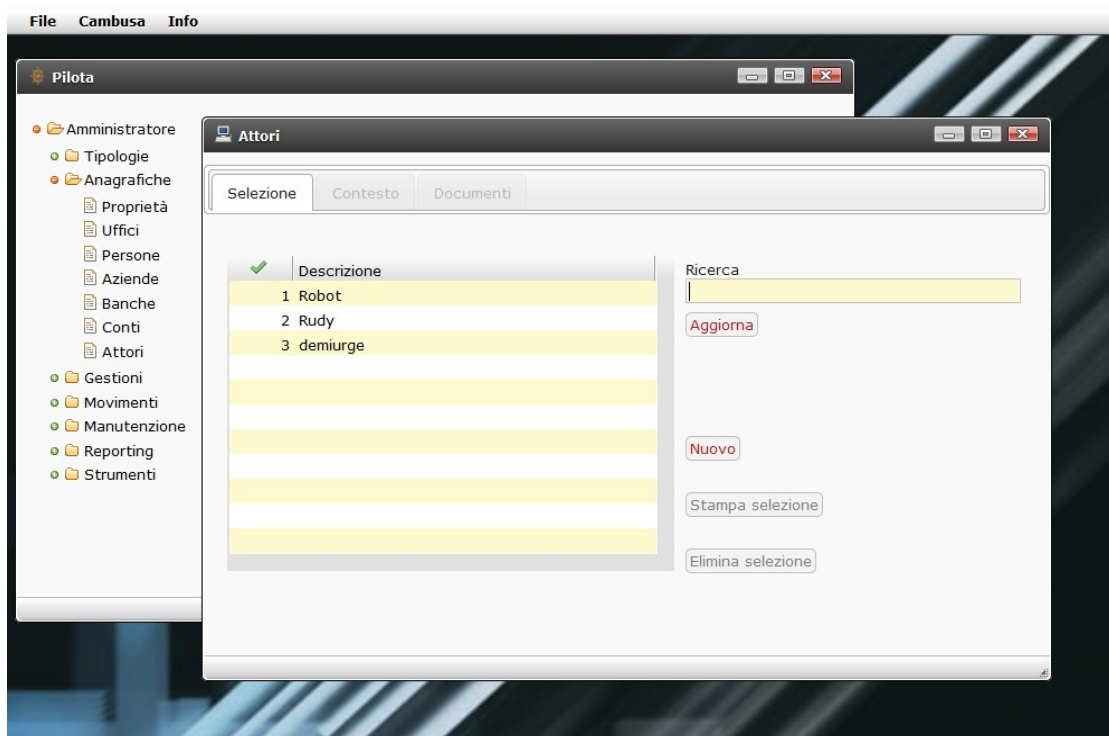 File Cambusa Info
Pilota
Amministratore
Tipologie
Anagrafiche
Proprietà
Uffici
Persone
Aziende
Banche
Conti
Attori
Gestioni
Movimenti
Manutenzione
Reporting
Strumenti
Attori
Selezione Contesto Documenti
Descrizione
1 Robot
2 Rudy
3 demiurge
Ricerca
Aggiorna
Nuovo
Stampa selezione
Elimina selezione